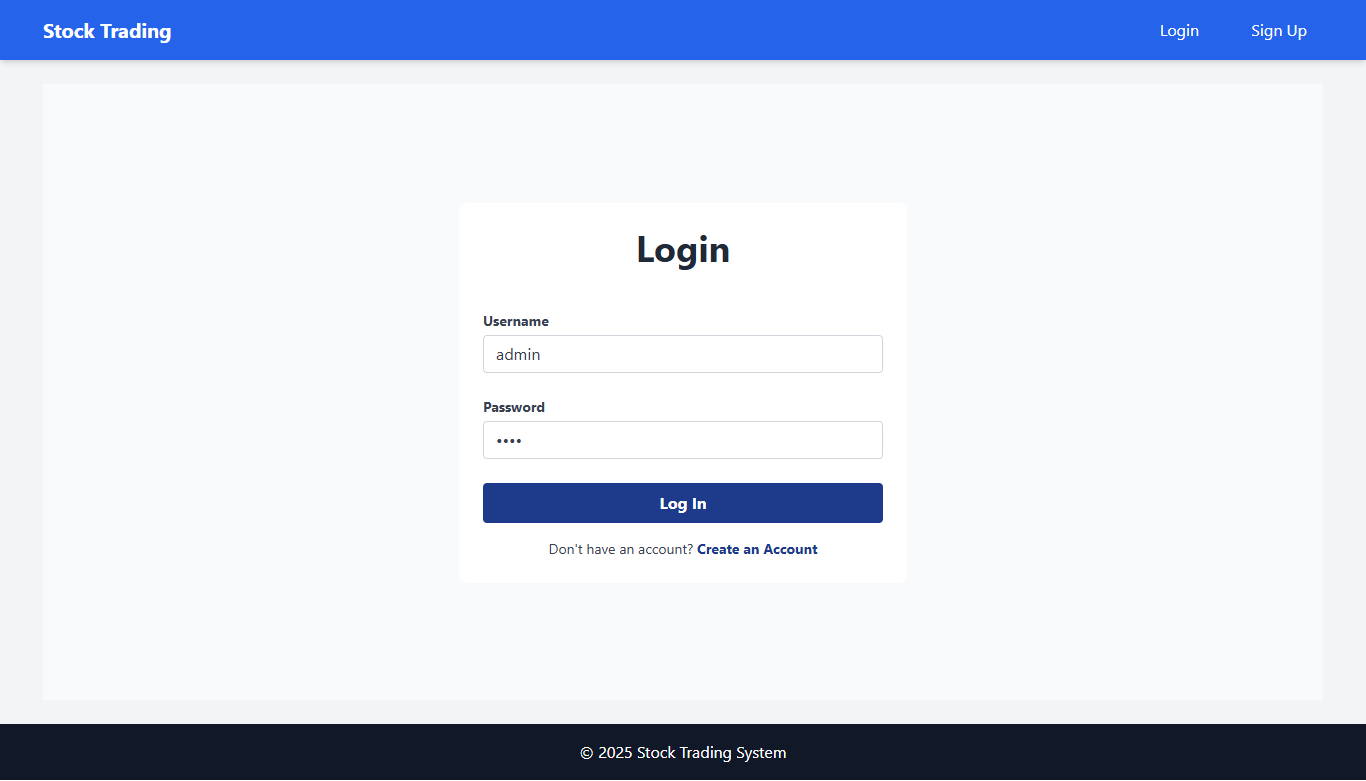 Stock Trading
Login
Sign Up
Login
Username
admin
Password
••••
Log In
Don't have an account? Create an Account
© 2025 Stock Trading System